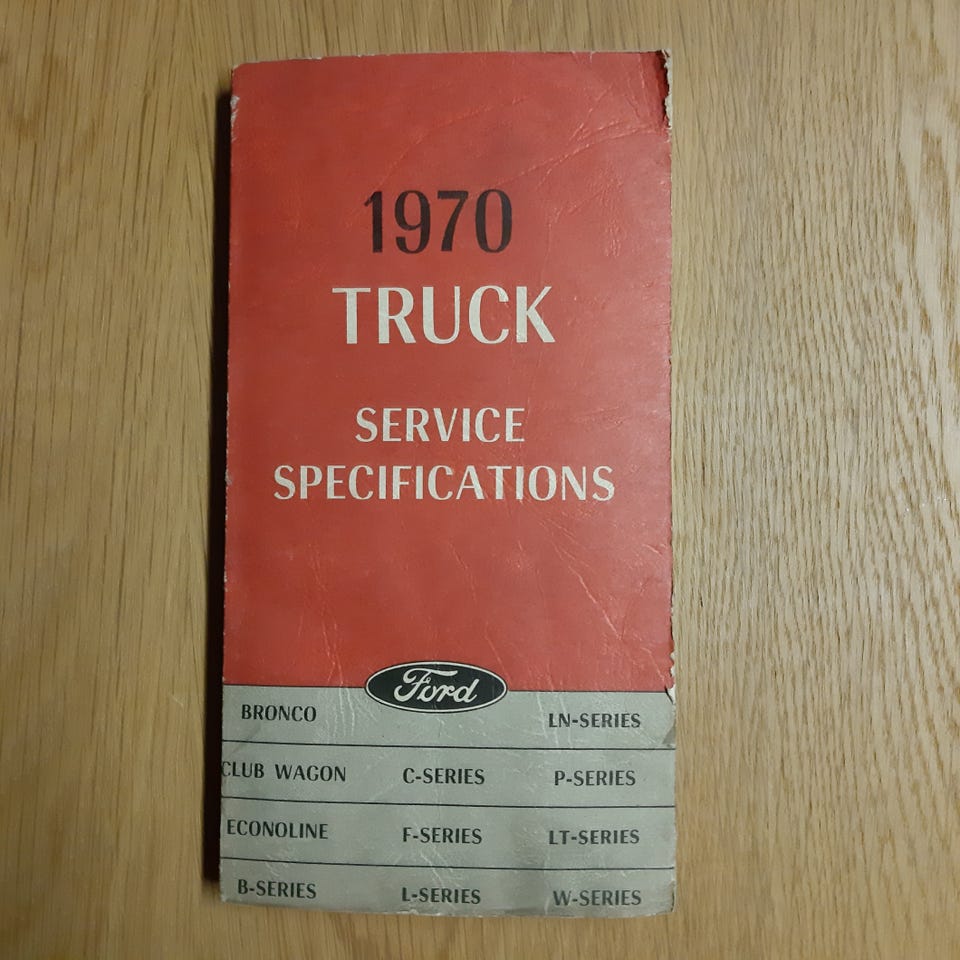 1970
TRUCK
SERVICE
SPECIFICATIONS
Ford
BRONCO LN-SERIES
CLUB WAGON C-SERIES P-SERIES
ECONOLINE F-SERIES LT-SERIES
B-SERIES L-SERIES W-SERIES